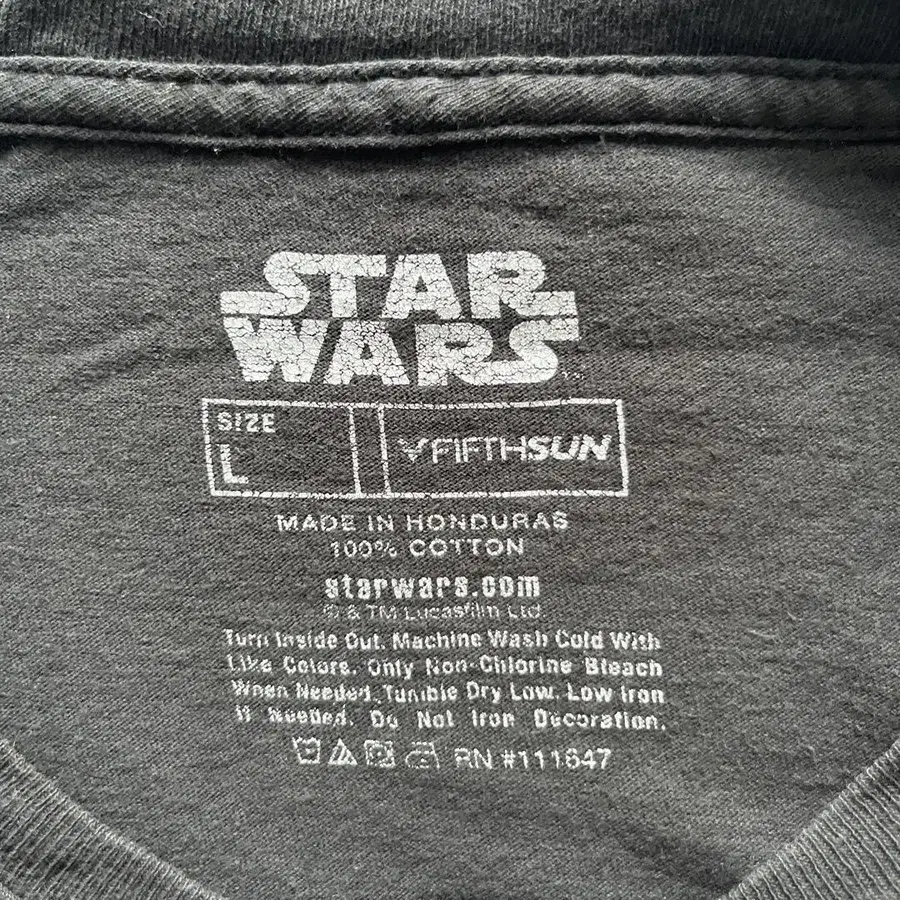 STAR
WARS
SIZE
L
FIFTHSUN
MADE IN HONDURAS
100% COTTON
starwars.com
© & TM Lucasfilm Ltd.
Turn Inside Out. Machine Wash Cold With
Like Colors. Only Non-Chlorine Bleach
When Needed. Tumble Dry Low. Low Iron
If Needed. Do Not Iron Decoration.
RN #111647